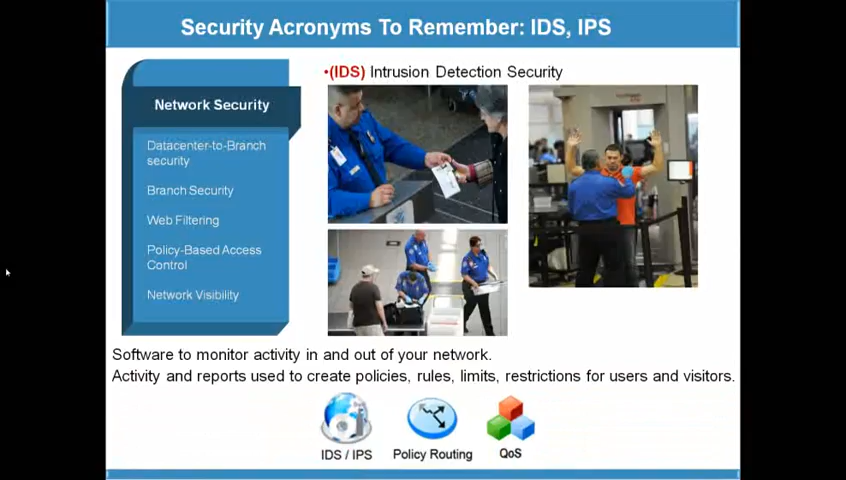 Security Acronyms To Remember: IDS, IPS
•(IDS) Intrusion Detection Security
Network Security
Datacenter-to-Branch
security
Branch Security
Web Filtering
Policy-Based Access
Control
Network Visibility
Software to monitor activity in and out of your network.
Activity and reports used to create policies, rules, limits, restrictions for users and visitors.
IDS / IPS
Policy Routing
QoS